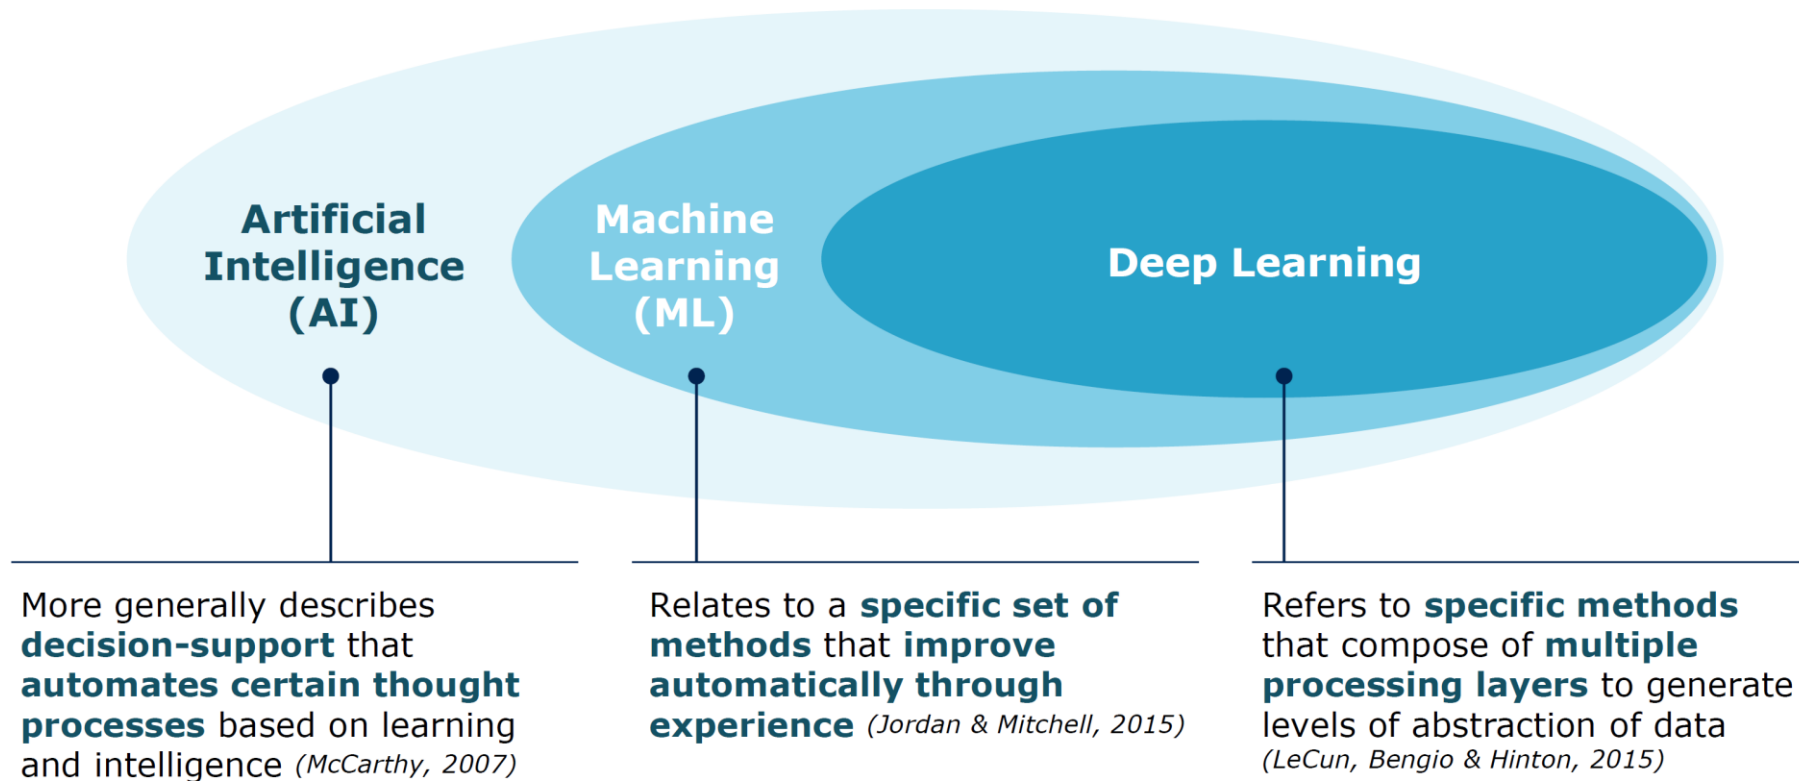 Artificial
Intelligence
(AI)
Machine
Learning
(ML)
Deep Learning
More generally describes
decision-support that
automates certain thought
processes based on learning
and intelligence (McCarthy, 2007)
Relates to a specific set of
methods that improve
automatically through
experience (Jordan & Mitchell, 2015)
Refers to specific methods
that compose of multiple
processing layers to generate
levels of abstraction of data
(LeCun, Bengio & Hinton, 2015)